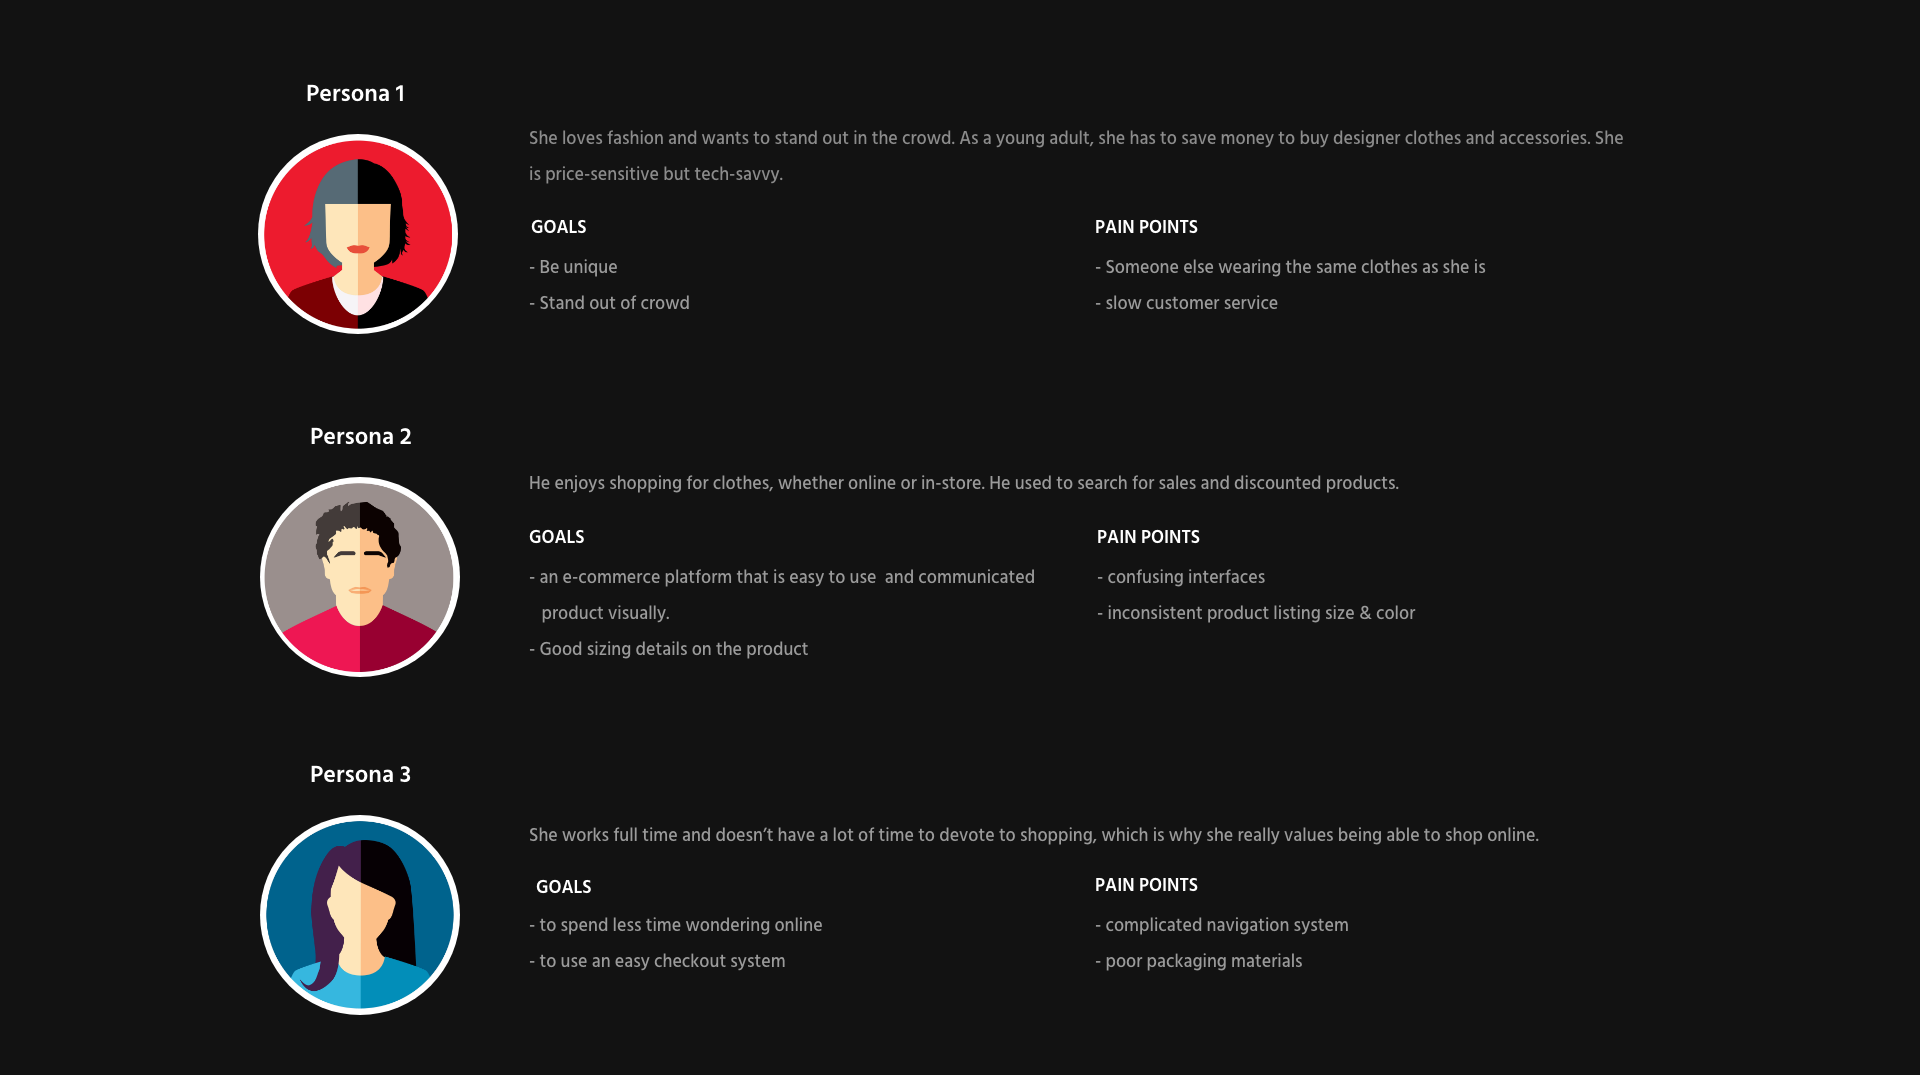 Persona 1
She loves fashion and wants to stand out in the crowd. As a young adult, she has to save money to buy designer clothes and accessories. She
is price-sensitive but tech-savvy.
GOALS
- Be unique
- Stand out of crowd
PAIN POINTS
- Someone else wearing the same clothes as she is
- slow customer service
Persona 2
He enjoys shopping for clothes, whether online or in-store. He used to search for sales and discounted products.
GOALS
- an e-commerce platform that is easy to use  and communicated
product visually.
- Good sizing details on the product
PAIN POINTS
- confusing interfaces
- inconsistent product listing size & color
Persona 3
She works full time and doesn’t have a lot of time to devote to shopping, which is why she really values being able to shop online.
GOALS
- to spend less time wondering online
- to use an easy checkout system
PAIN POINTS
- complicated navigation system
- poor packaging materials